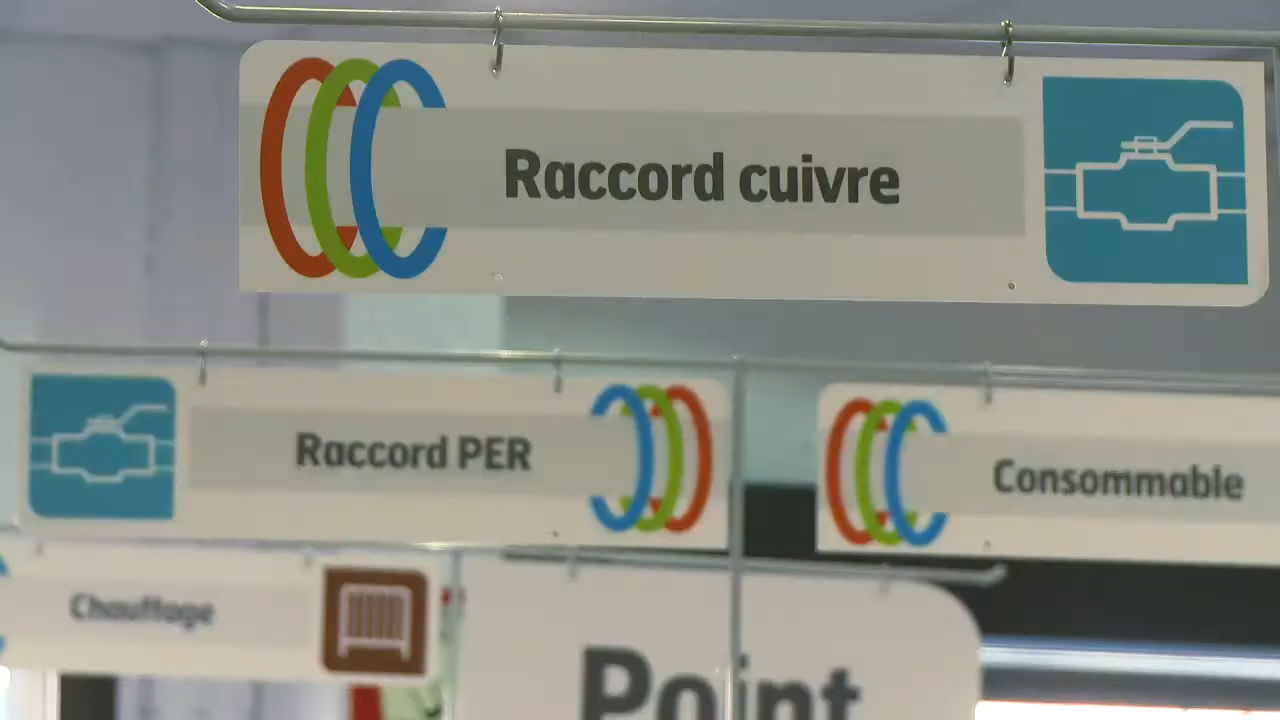 Raccord cuivre
Raccord PER
Consommable
Chauffage
Point